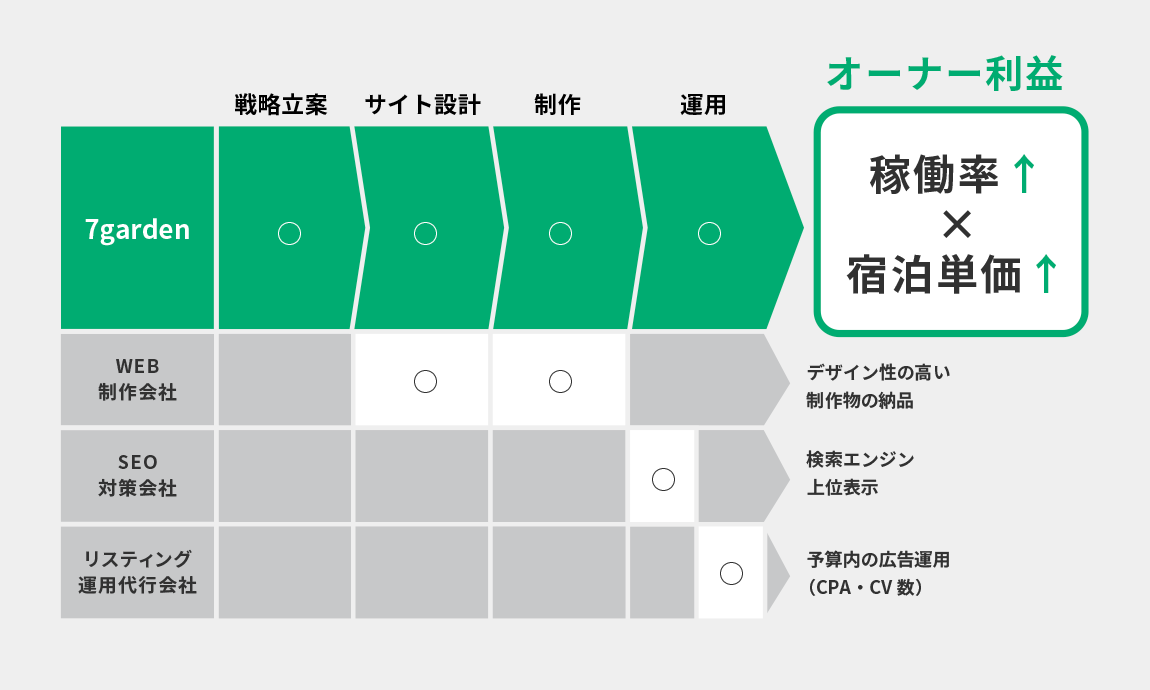 オーナー利益
戦略立案 サイト設計 制作 運用
7garden ○ ○ ○ ○
稼働率↑
×
宿泊単価↑
WEB
制作会社
○ ○
デザイン性の高い
制作物の納品
SEO
対策会社
○
検索エンジン
上位表示
リスティング
運用代行会社
○
予算内の広告運用
（CPA・CV 数）